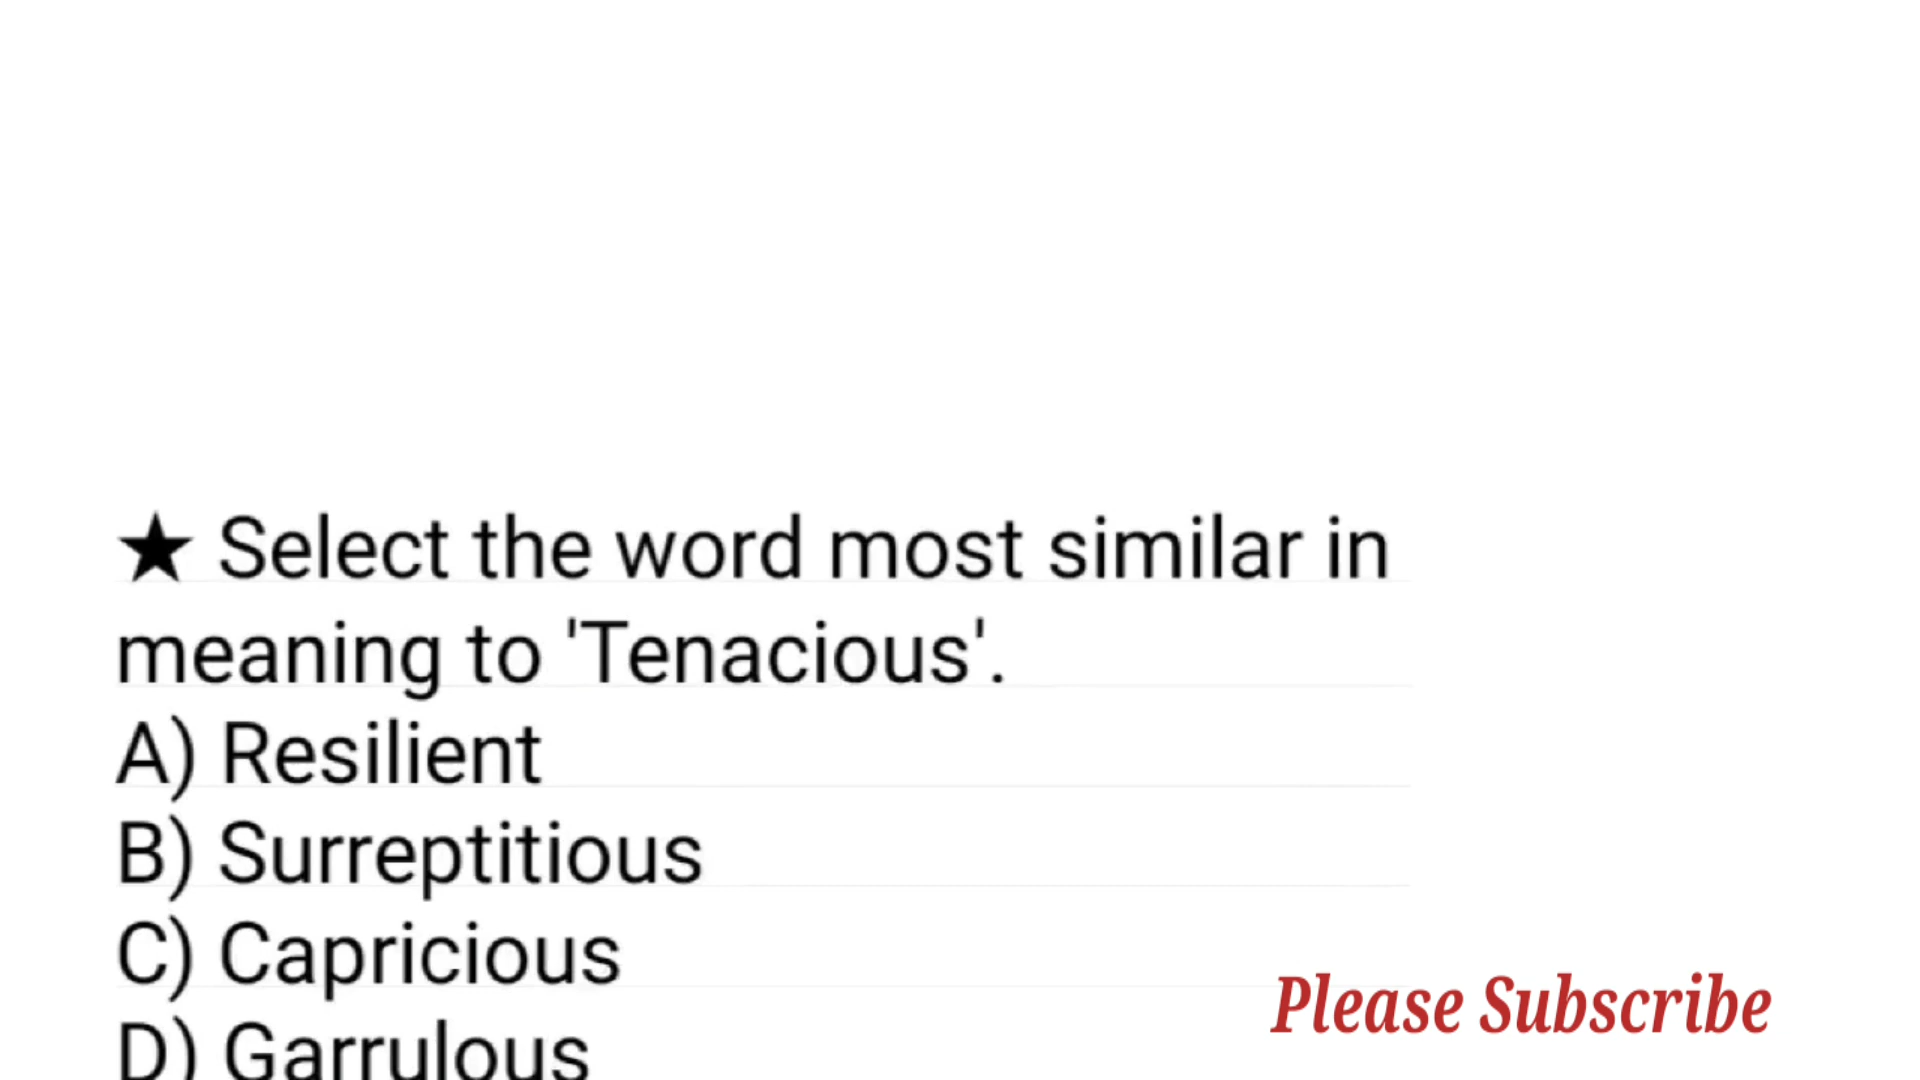 ★ Select the word most similar in
meaning to 'Tenacious'.
A) Resilient
B) Surreptitious
C) Capricious
D) Garrulous
Please Subscribe